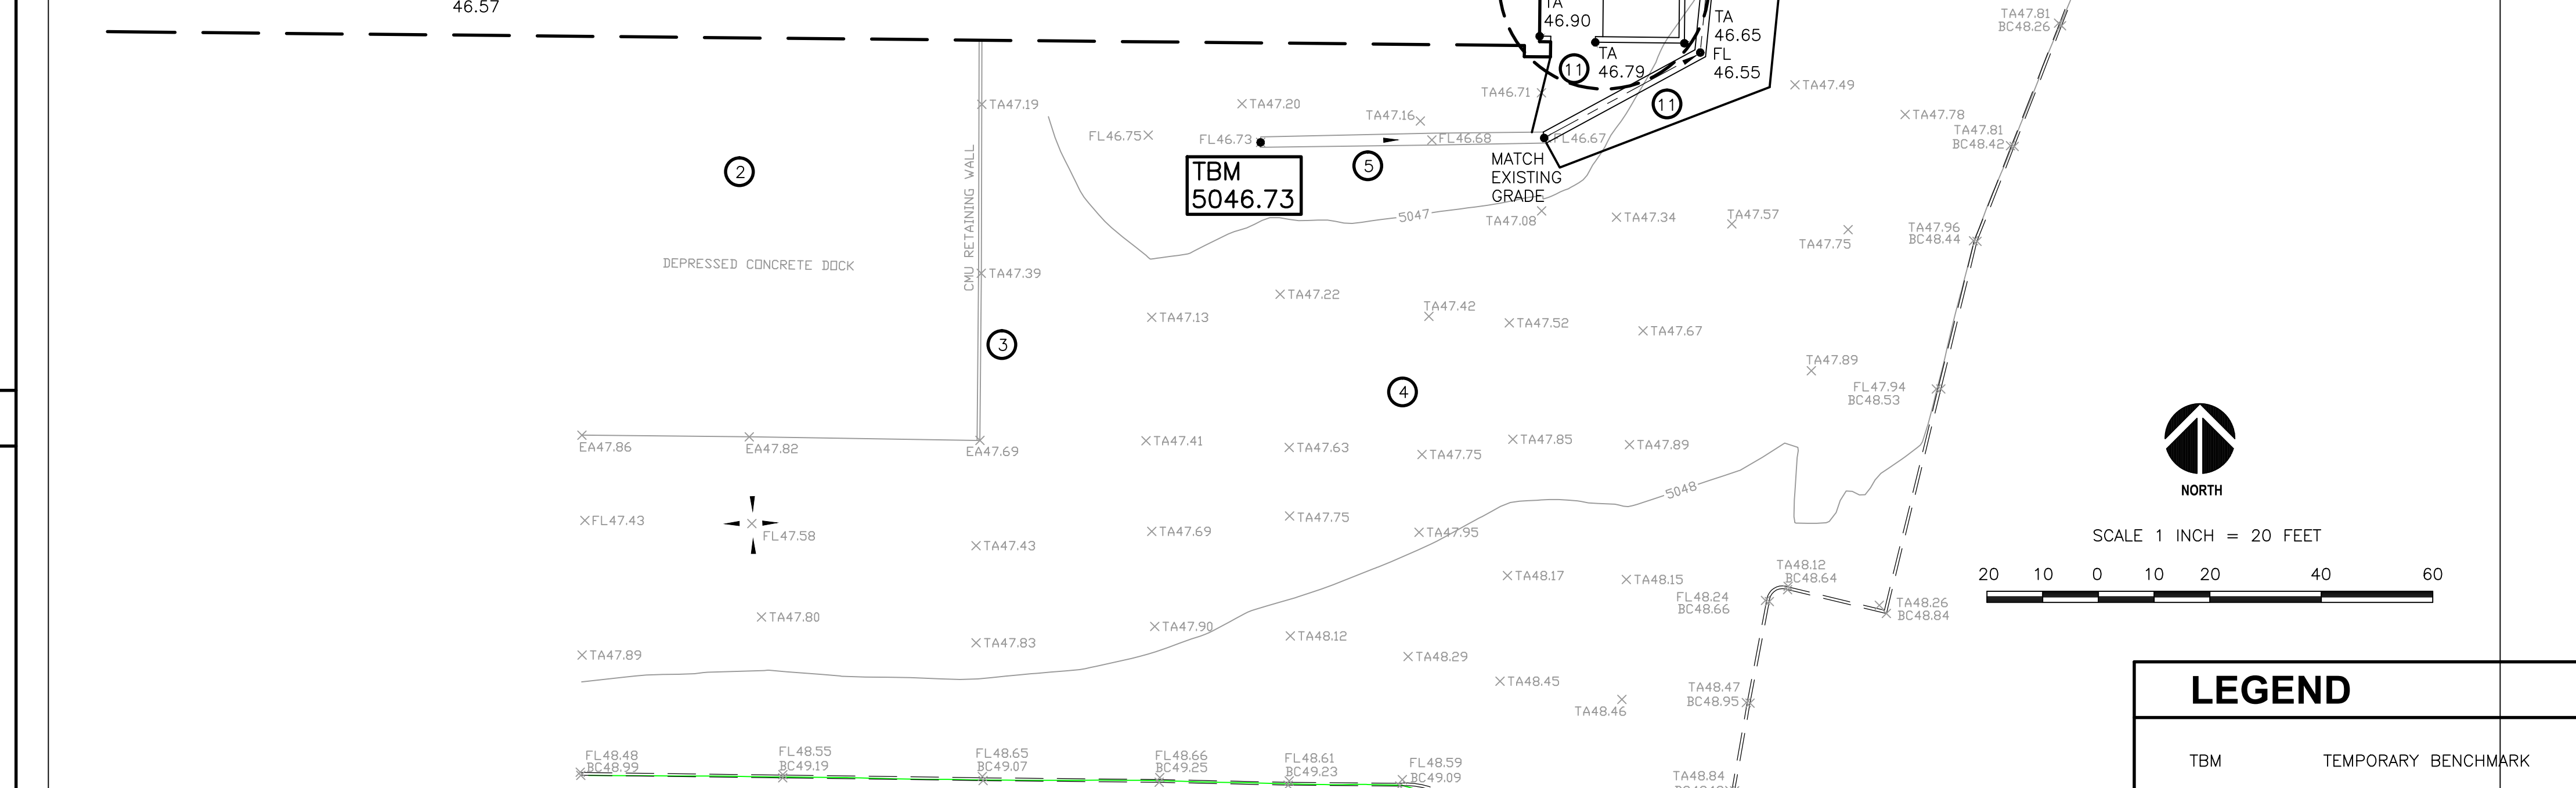 46.57
TA
46.90
TA
46.65
FL
46.55
TA
46.79
11
11
TA47.81
BC48.26
TA47.19
TA47.20
TA46.71
TA47.49
TA47.16
TA47.78
FL46.75
FL46.73
FL46.68
FL46.67
TA47.81
BC48.42
2
TBM
5046.73
5
MATCH
EXISTING
GRADE
CMU RETAINING WALL
5047
TA47.08
TA47.34
TA47.57
TA47.75
TA47.96
BC48.44
DEPRESSED CONCRETE DOCK
TA47.39
TA47.22
TA47.13
TA47.42
TA47.52
TA47.67
3
TA47.89
FL47.94
BC48.53
4
EA47.86
EA47.82
EA47.69
TA47.41
TA47.63
TA47.75
TA47.85
TA47.89
5048
NORTH
FL47.43
FL47.58
TA47.43
TA47.69
TA47.75
TA47.95
SCALE 1 INCH = 20 FEET
20 10 0 10 20 40 60
TA48.17
TA48.15
TA48.12
BC48.64
FL48.24
BC48.66
TA48.26
BC48.84
TA47.80
TA47.83
TA47.90
TA48.12
TA47.89
TA48.29
TA48.45
TA48.46
TA48.47
BC48.95
LEGEND
TBM TEMPORARY BENCHMARK
FL48.48
BC48.99
FL48.55
BC49.19
FL48.65
BC49.07
FL48.66
BC49.25
FL48.61
BC49.23
FL48.59
BC49.09
TA48.84